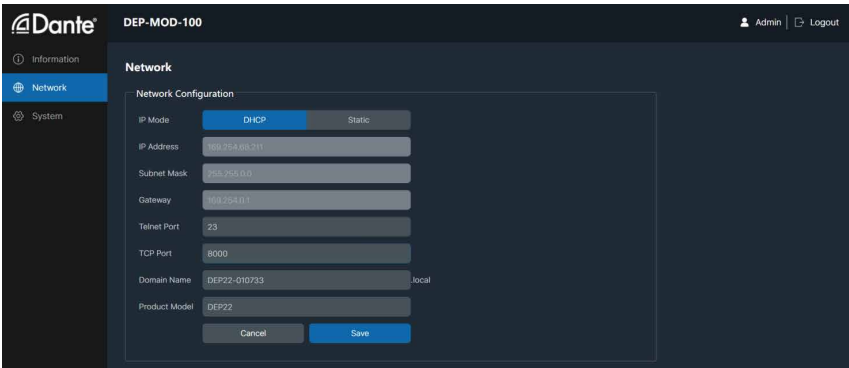 Dante®
DEP-MOD-100
Admin
Logout
Information
Network
System
Network
Network Configuration
IP Mode DHCP Static
IP Address 169.254.69.211
Subnet Mask 255.255.0.0
Gateway 169.254.0.1
Telnet Port 23
TCP Port 8000
Domain Name DEP22-010733 .local
Product Model DEP22
Cancel Save